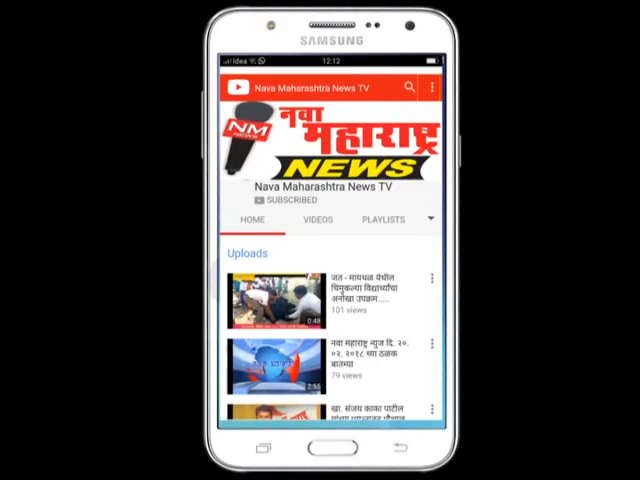 SAMSUNG
Idea 12:12
Nava Maharashtra News TV
नवा
महाराष्ट्र
NM
NEWS
NEWS
Nava Maharashtra News TV
SUBSCRIBED
HOME VIDEOS PLAYLISTS
Uploads
जत - मायथळ येथील
चिमुकल्या विद्यार्थ्यांचा
अनोखा उपक्रम.....
101 views
0:48
नवा महाराष्ट्र न्युज दि. २०.
०२. २०१८ च्या ठळक
बातम्या
79 views
2:55
खा. संजय काका पाटील